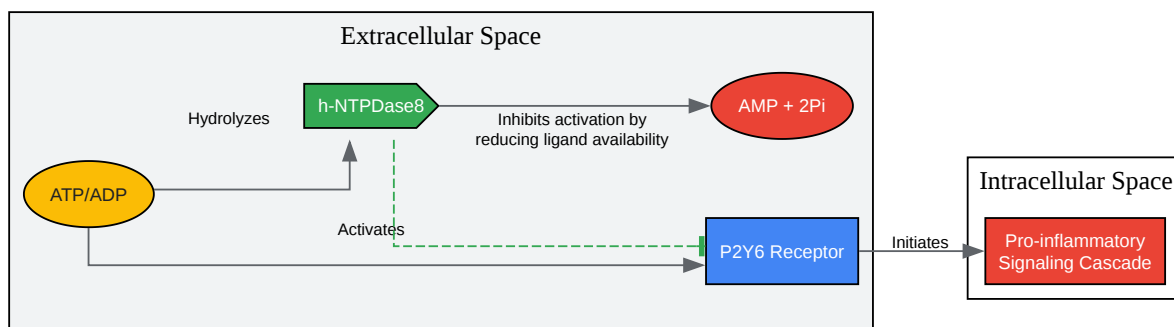 Extracellular Space
h-NTPDase8
AMP + 2Pi
Hydrolyzes
Inhibits activation by
reducing ligand availability
ATP/ADP
Activates
P2Y6 Receptor
Initiates
Intracellular Space
Pro-inflammatory
Signaling Cascade